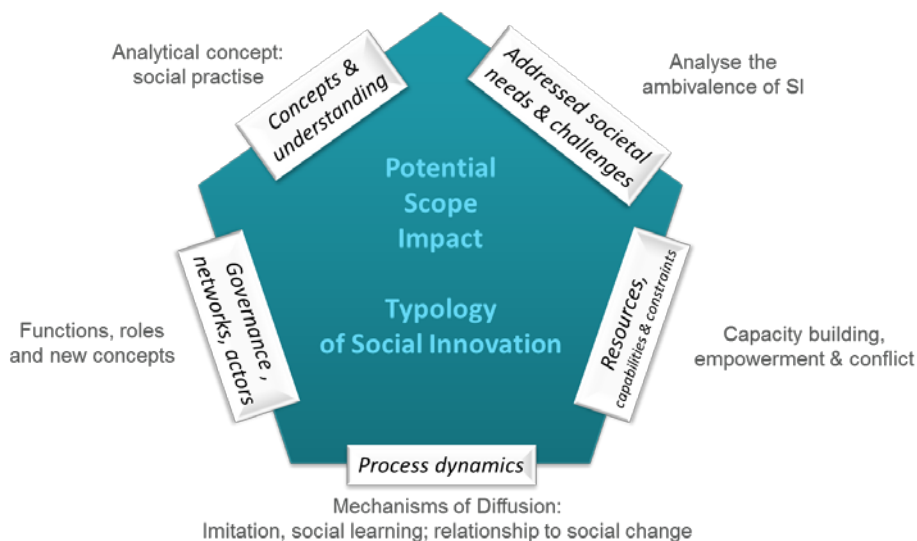 Analytical concept:
social practise
Concepts &
understanding
Addressed societal
needs & challenges
Analyse the
ambivalence of SI
Potential
Scope
Impact
Typology
of Social Innovation
Governance ,
networks, actors
Functions, roles
and new concepts
Resources,
capabilities & constraints
Capacity building,
empowerment & conflict
Process dynamics
Mechanisms of Diffusion:
Imitation, social learning; relationship to social change